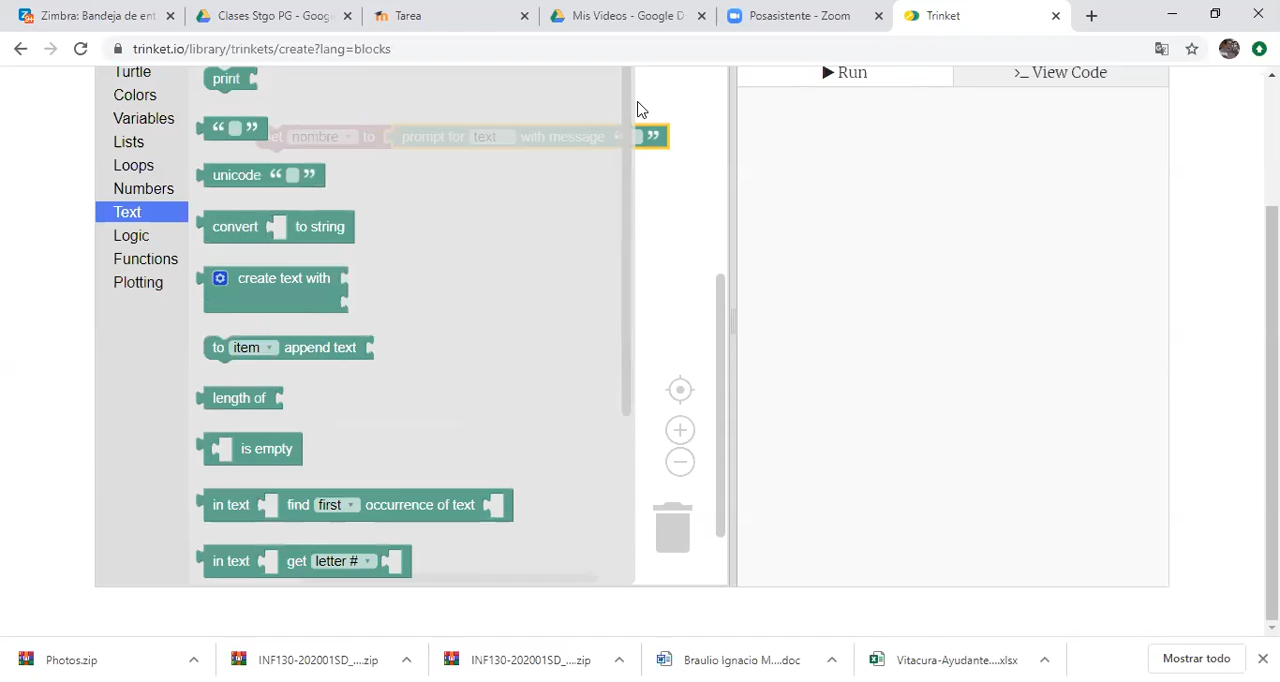 Zimbra: Bandeja de ent
Clases Stgo PG - Goog
Tarea
Mis Videos - Google D
Posasistente - Zoom
Trinket
trinket.io/library/trinkets/create?lang=blocks
Turtle
Colors
Variables
Lists
Loops
Numbers
Text
Logic
Functions
Plotting
print
“ ”
set nombre to prompt for text with message “ ”
unicode “ ”
convert to string
create text with
to item append text
length of
is empty
in text find first occurrence of text
in text get letter #
Run
>_ View Code
Photos.zip
INF130-202001SD_....zip
INF130-202001SD_....zip
Braulio Ignacio M....doc
Vitacura-Ayudante....xlsx
Mostrar todo